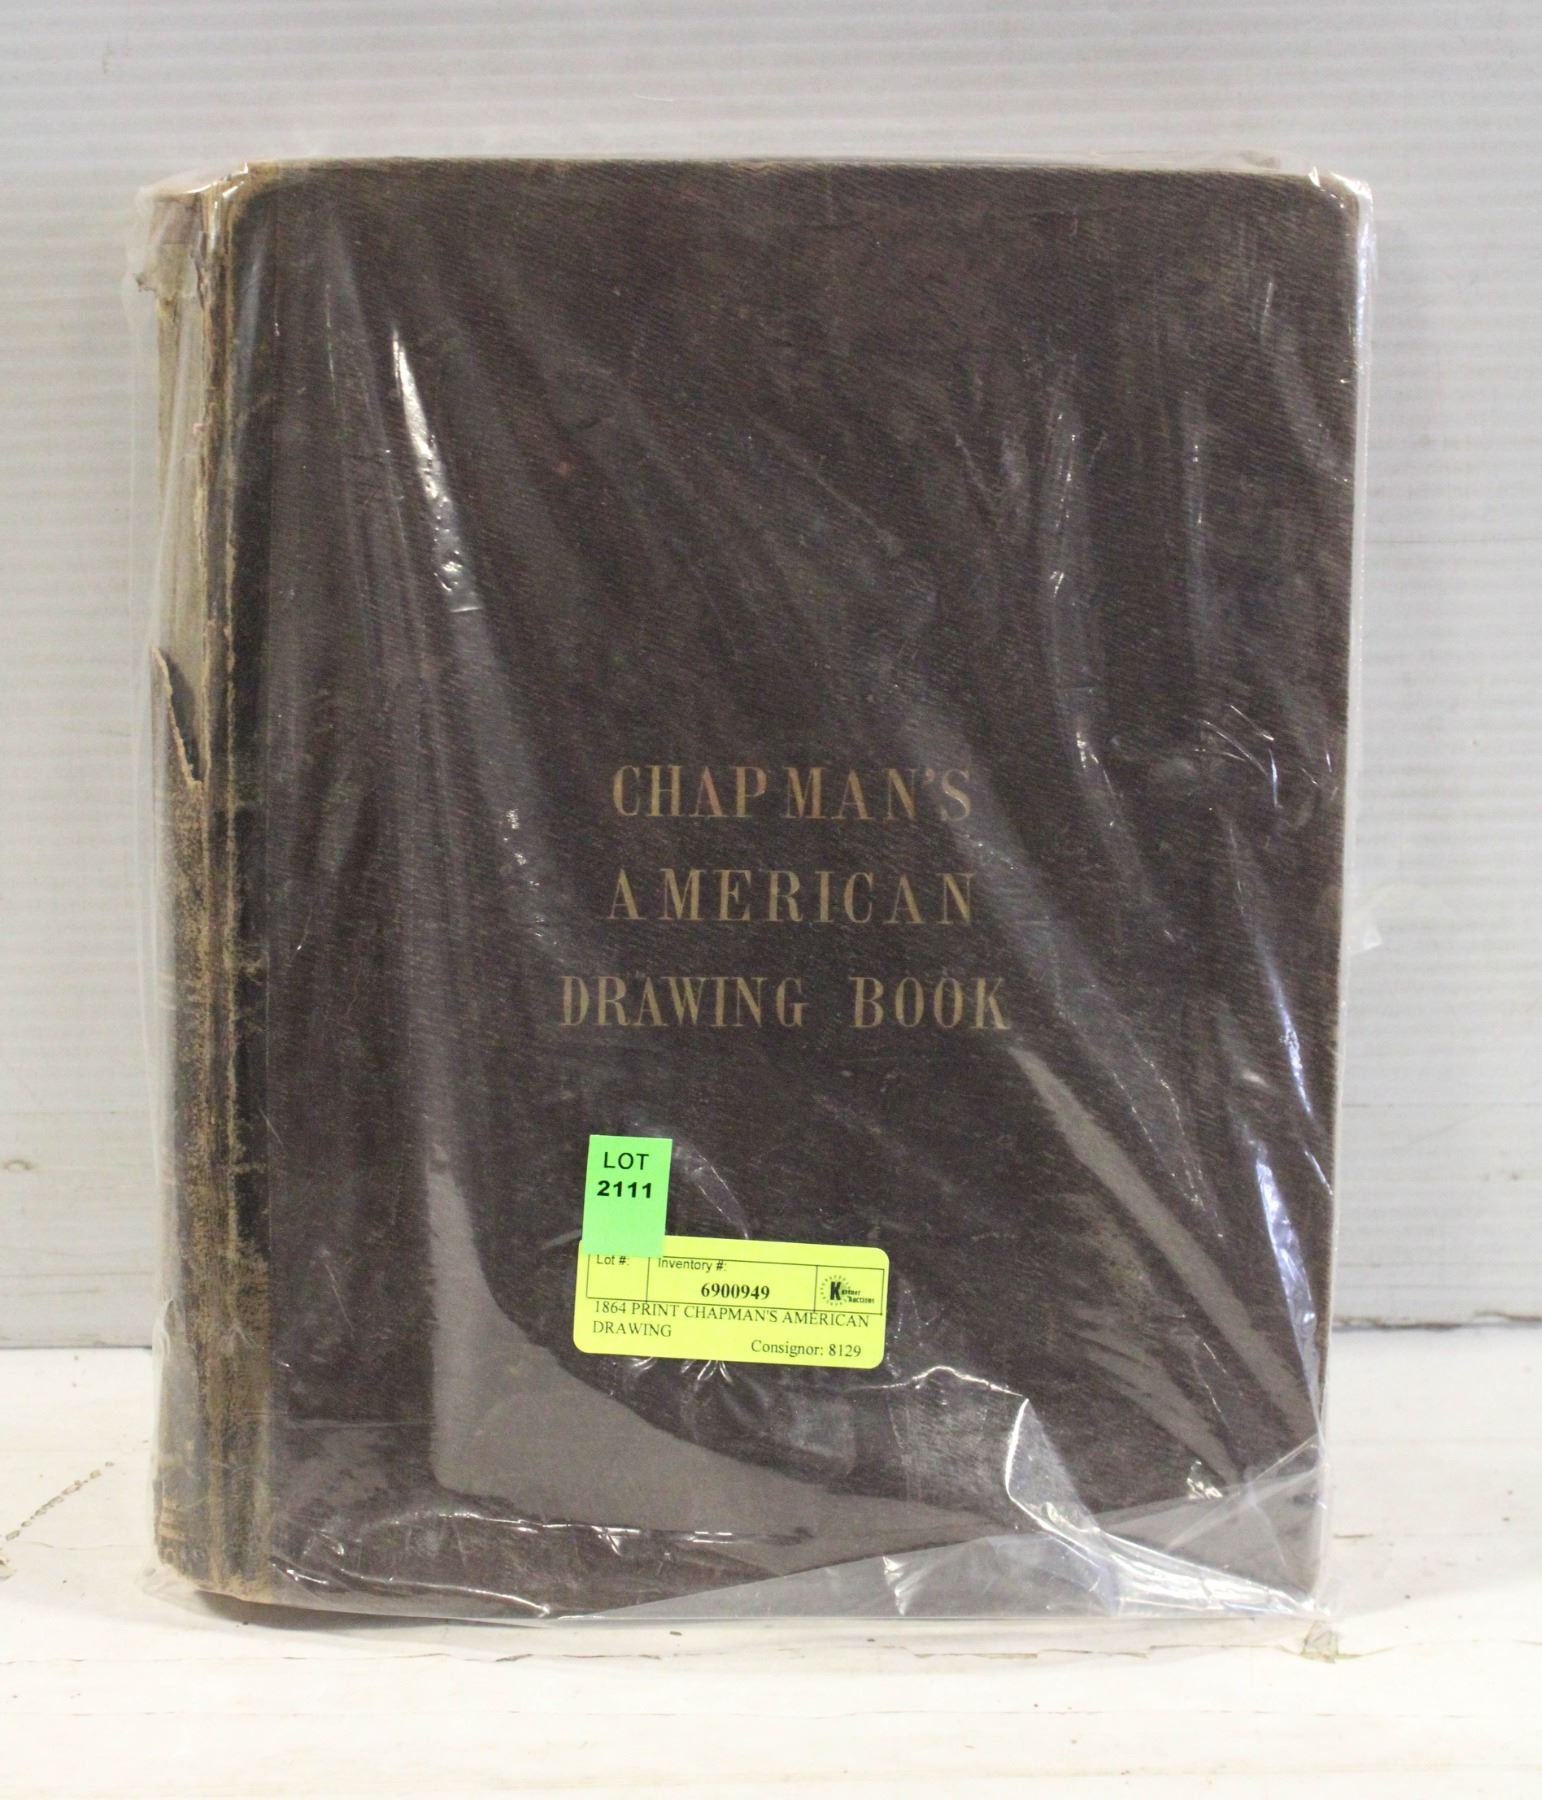 CHAPMAN'S
AMERICAN
DRAWING BOOK
LOT
2111
Lot #: Inventory #:
6900949
1864 PRINT CHAPMAN'S AMERICAN
DRAWING
Consignor: 8129